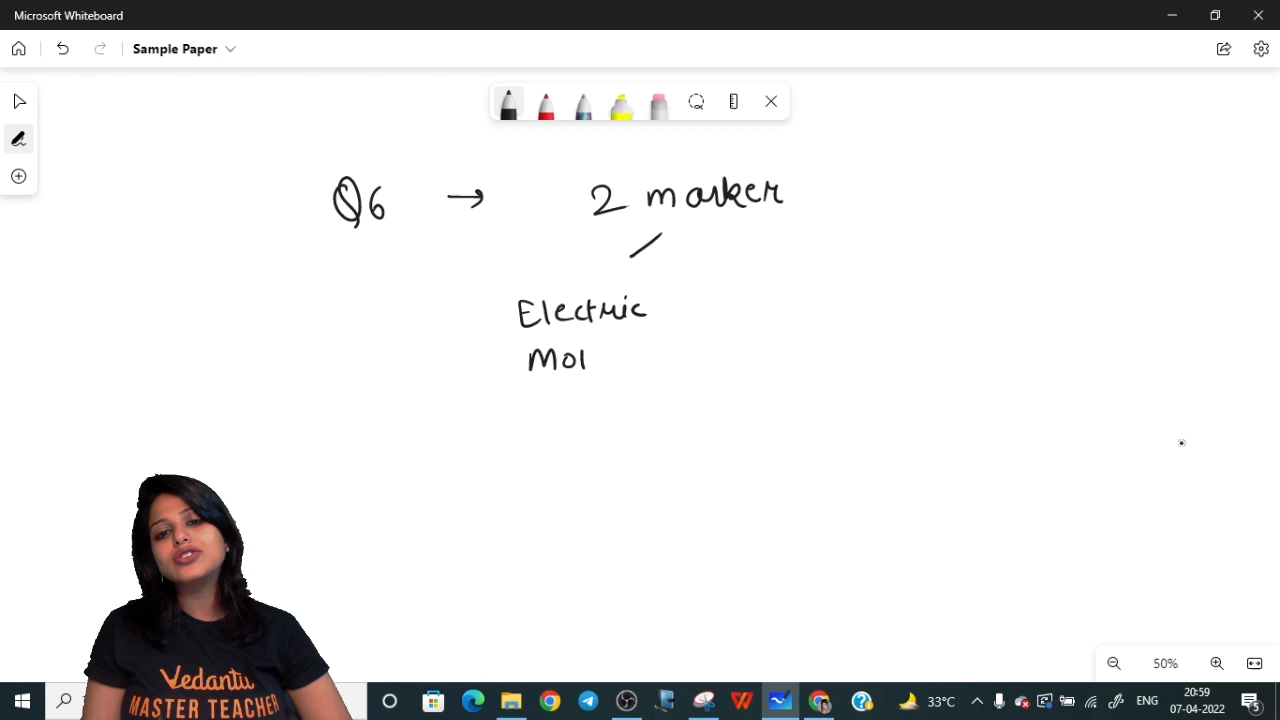 Microsoft Whiteboard
Sample Paper
Q6 → 2 marker
Electric
Mol
Vedantu
MASTER TEACHER
50%
33°C
ENG
20:59
07-04-2022
5